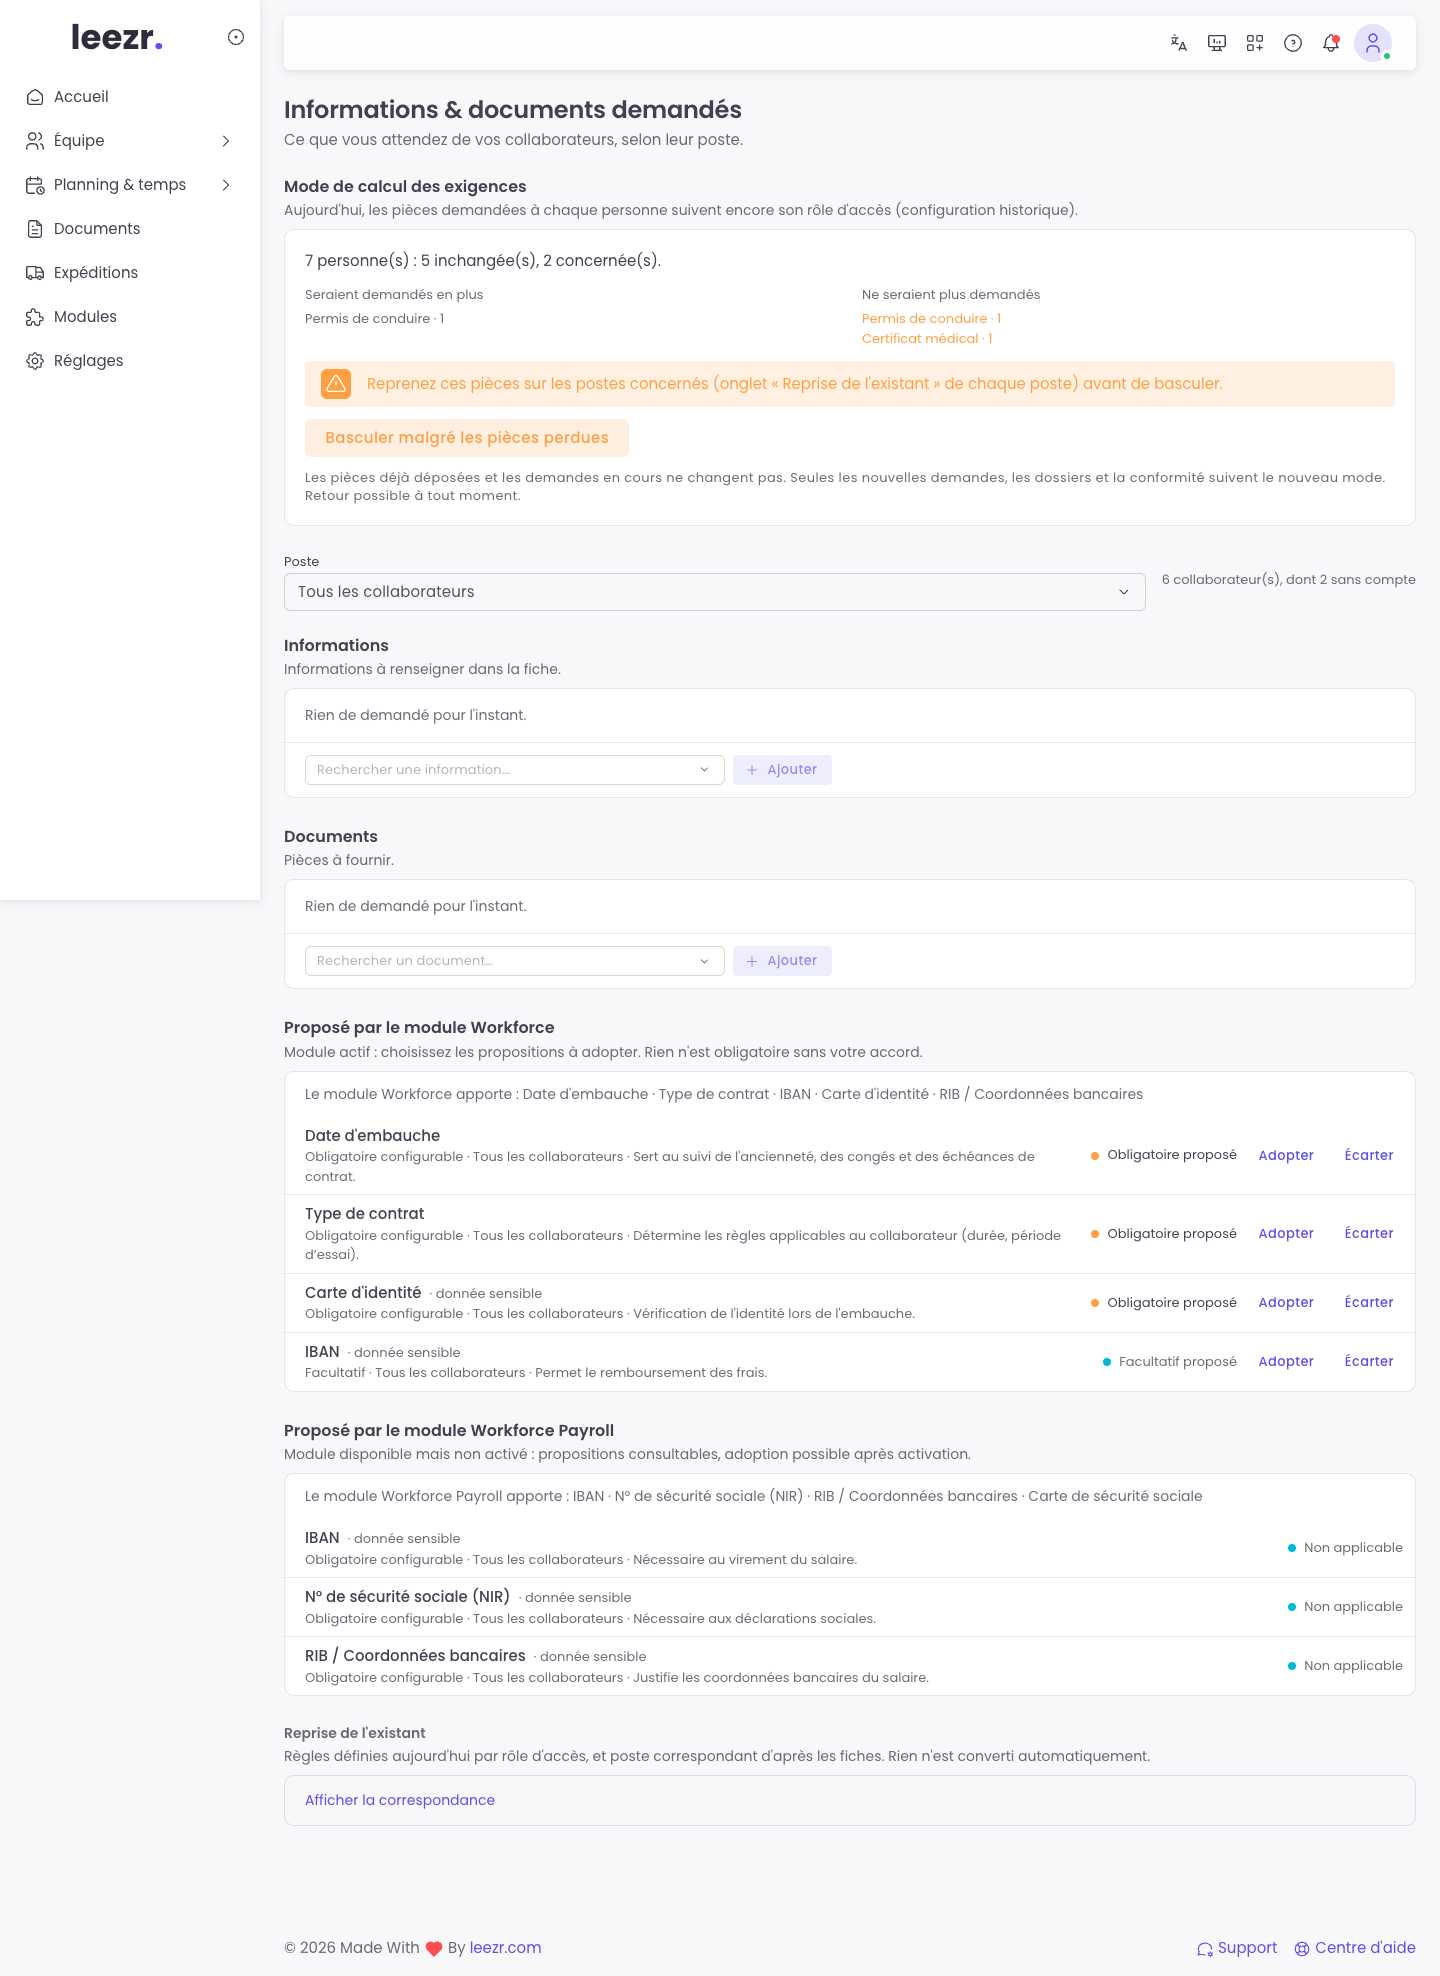 leezr.
Accueil
Équipe
Planning & temps
Documents
Expéditions
Modules
Réglages
Informations & documents demandés
Ce que vous attendez de vos collaborateurs, selon leur poste.
Mode de calcul des exigences
Aujourd'hui, les pièces demandées à chaque personne suivent encore son rôle d'accès (configuration historique).
7 personne(s) : 5 inchangée(s), 2 concernée(s).
Seraient demandés en plus
Permis de conduire · 1
Ne seraient plus demandés
Permis de conduire · 1
Certificat médical · 1
Reprenez ces pièces sur les postes concernés (onglet « Reprise de l'existant » de chaque poste) avant de basculer.
Basculer malgré les pièces perdues
Les pièces déjà déposées et les demandes en cours ne changent pas. Seules les nouvelles demandes, les dossiers et la conformité suivent le nouveau mode.
Retour possible à tout moment.
Poste
Tous les collaborateurs
6 collaborateur(s), dont 2 sans compte
Informations
Informations à renseigner dans la fiche.
Rien de demandé pour l'instant.
Rechercher une information…
Ajouter
Documents
Pièces à fournir.
Rien de demandé pour l'instant.
Rechercher un document…
Ajouter
Proposé par le module Workforce
Module actif : choisissez les propositions à adopter. Rien n'est obligatoire sans votre accord.
Le module Workforce apporte : Date d'embauche · Type de contrat · IBAN · Carte d'identité · RIB / Coordonnées bancaires
Date d'embauche
Obligatoire configurable · Tous les collaborateurs · Sert au suivi de l'ancienneté, des congés et des échéances de
contrat.
Obligatoire proposé Adopter Écarter
Type de contrat
Obligatoire configurable · Tous les collaborateurs · Détermine les règles applicables au collaborateur (durée, période
d’essai).
Obligatoire proposé Adopter Écarter
Carte d'identité · donnée sensible
Obligatoire configurable · Tous les collaborateurs · Vérification de l'identité lors de l'embauche.
Obligatoire proposé Adopter Écarter
IBAN · donnée sensible
Facultatif · Tous les collaborateurs · Permet le remboursement des frais.
Facultatif proposé Adopter Écarter
Proposé par le module Workforce Payroll
Module disponible mais non activé : propositions consultables, adoption possible après activation.
Le module Workforce Payroll apporte : IBAN · N° de sécurité sociale (NIR) · RIB / Coordonnées bancaires · Carte de sécurité sociale
IBAN · donnée sensible
Obligatoire configurable · Tous les collaborateurs · Nécessaire au virement du salaire.
Non applicable
N° de sécurité sociale (NIR) · donnée sensible
Obligatoire configurable · Tous les collaborateurs · Nécessaire aux déclarations sociales.
Non applicable
RIB / Coordonnées bancaires · donnée sensible
Obligatoire configurable · Tous les collaborateurs · Justifie les coordonnées bancaires du salaire.
Non applicable
Reprise de l'existant
Règles définies aujourd'hui par rôle d'accès, et poste correspondant d'après les fiches. Rien n'est converti automatiquement.
Afficher la correspondance
© 2026 Made With By leezr.com
Support
Centre d'aide